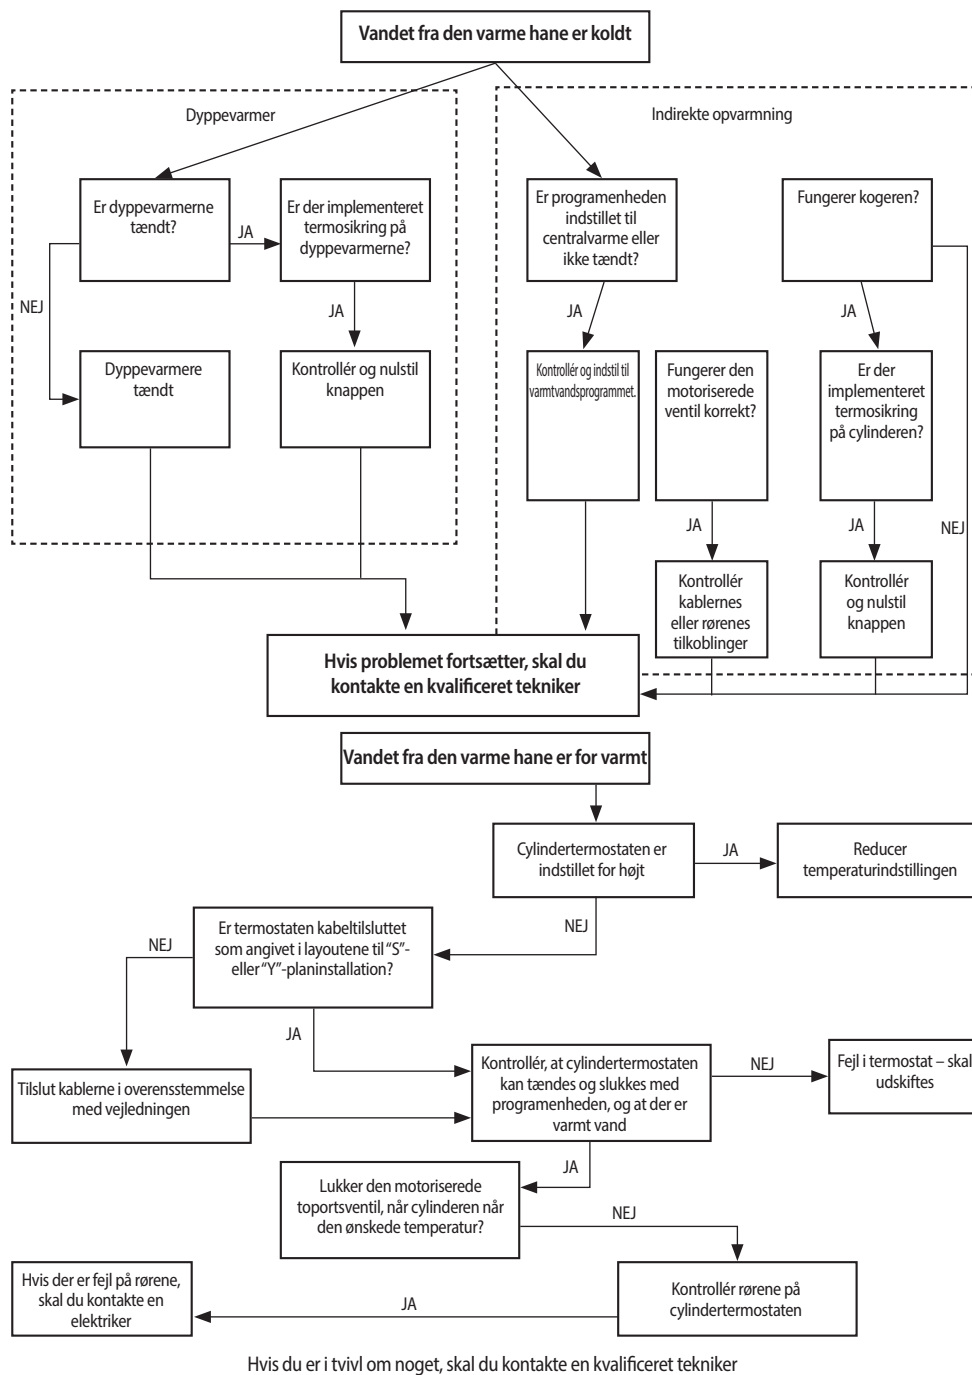 Vandet fra den varme hane er koldt
Dyppevarmer
Indirekte opvarmning
Er dyppevarmerne
tændt?
JA
Er der implementeret
termosikring på
dyppevarmerne?
NEJ
JA
Dyppevarmere
tændt
Kontrollér og nulstil
knappen
Er programenheden
indstillet til
centralvarme eller
ikke tændt?
Fungerer kogeren?
JA
JA
Kontrollér og indstil til
varmtvandsprogrammet.
Fungerer den
motoriserede
ventil korrekt?
Er der
implementeret
termosikring
på cylinderen?
JA
JA
NEJ
Kontrollér
kablernes
eller rørenes
tilkoblinger
Kontrollér
og nulstil
knappen
Hvis problemet fortsætter, skal du
kontakte en kvalificeret tekniker
Vandet fra den varme hane er for varmt
Cylindertermostaten er
indstillet for højt
JA
Reducer
temperaturindstillingen
NEJ
Er termostaten kabeltilsluttet
som angivet i layoutene til “S”-
eller “Y”-planinstallation?
NEJ
JA
Tilslut kablerne i overensstemmelse
med vejledningen
Kontrollér, at cylindertermostaten
kan tændes og slukkes med
programenheden, og at der er
varmt vand
NEJ
Fejl i termostat – skal
udskiftes
JA
Lukker den motoriserede
toportsventil, når cylinderen når
den ønskede temperatur?
NEJ
Kontrollér rørene på
cylindertermostaten
JA
Hvis der er fejl på rørene,
skal du kontakte en
elektriker
Hvis du er i tvivl om noget, skal du kontakte en kvalificeret tekniker